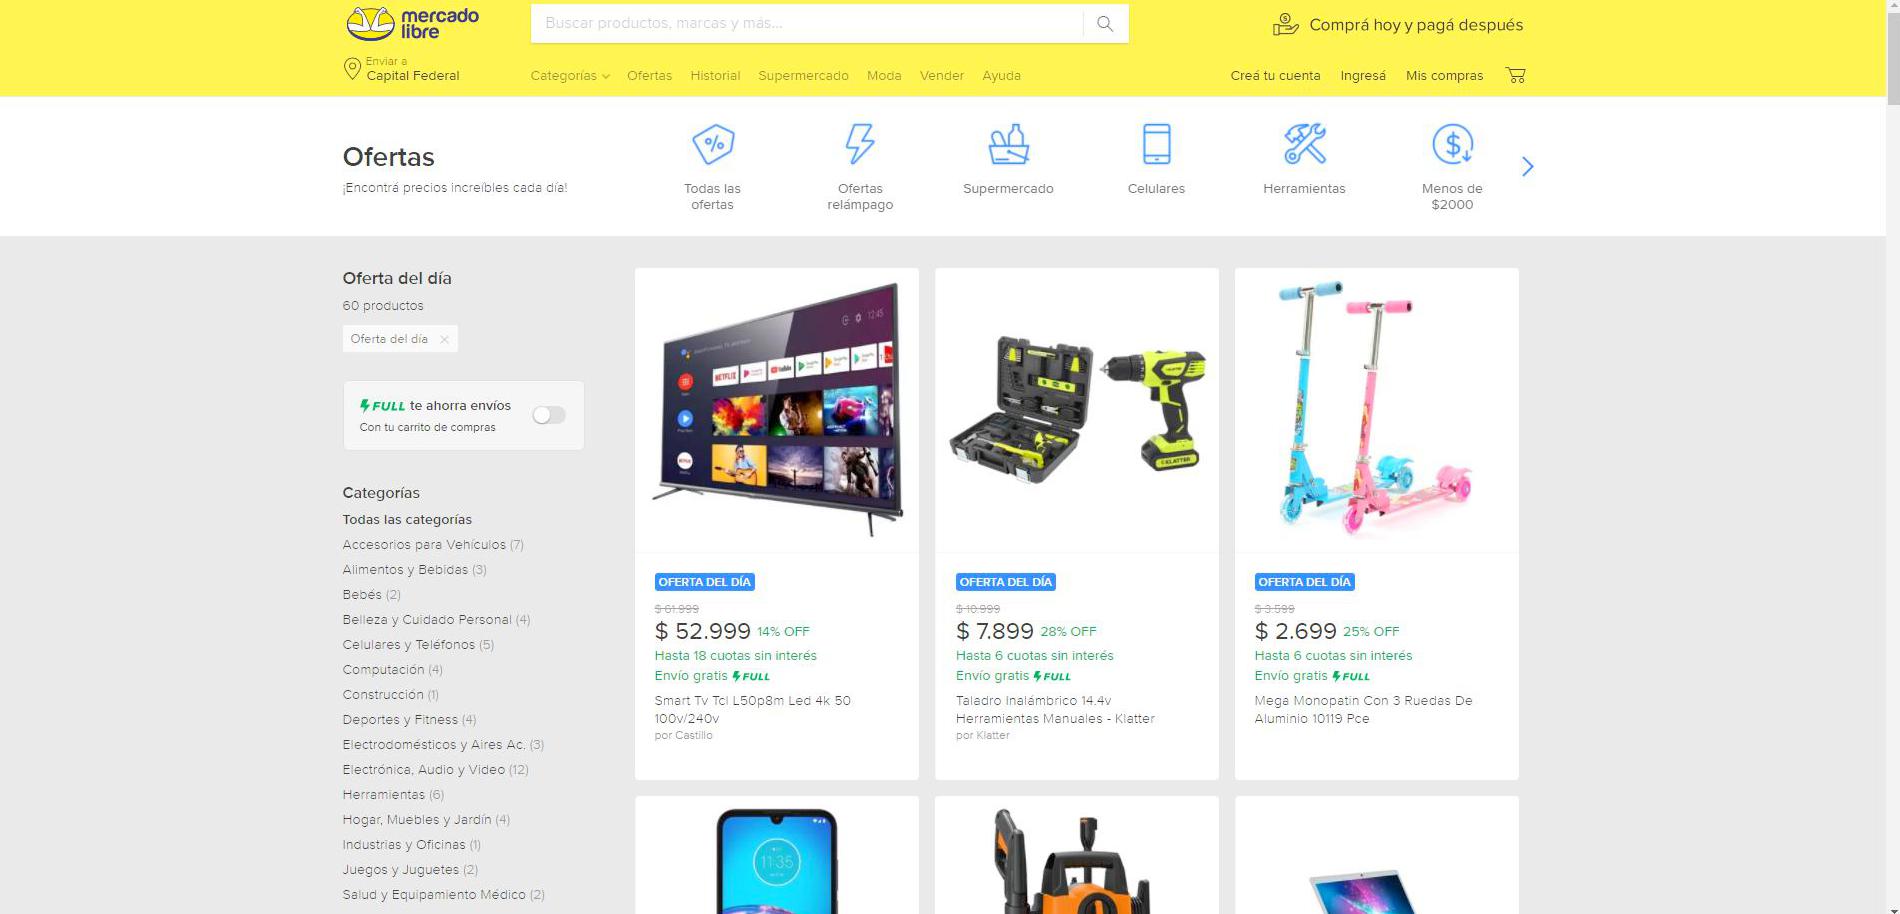 mercado
libre
Buscar productos, marcas y más...
Comprá hoy y pagá después
Enviar a
Capital Federal
Categorías
Ofertas
Historial
Supermercado
Moda
Vender
Ayuda
Creá tu cuenta
Ingresá
Mis compras
Ofertas
¡Encontrá precios increíbles cada día!
Todas las
ofertas
Ofertas
relámpago
Supermercado
Celulares
Herramientas
Menos de
$2000
Oferta del día
60 productos
Oferta del día
FULL te ahorra envíos
Con tu carrito de compras
Categorías
Todas las categorías
Accesorios para Vehículos (7)
Alimentos y Bebidas (3)
Bebés (2)
Belleza y Cuidado Personal (4)
Celulares y Teléfonos (5)
Computación (4)
Construcción (1)
Deportes y Fitness (4)
Electrodomésticos y Aires Ac. (3)
Electrónica, Audio y Video (12)
Herramientas (6)
Hogar, Muebles y Jardín (4)
Industrias y Oficinas (1)
Juegos y Juguetes (2)
Salud y Equipamiento Médico (2)
12:45
NETFLIX
YouTube
OFERTA DEL DÍA
$ 61.999
$ 52.999 14% OFF
Hasta 18 cuotas sin interés
Envío gratis FULL
Smart Tv Tcl L50p8m Led 4k 50
100v/240v
por Castillo
KLATTER
OFERTA DEL DÍA
$ 10.999
$ 7.899 28% OFF
Hasta 6 cuotas sin interés
Envío gratis FULL
Taladro Inalámbrico 14.4v
Herramientas Manuales - Klatter
por Klatter
OFERTA DEL DÍA
$ 3.599
$ 2.699 25% OFF
Hasta 6 cuotas sin interés
Envío gratis FULL
Mega Monopatin Con 3 Ruedas De
Aluminio 10119 Pce
11:35